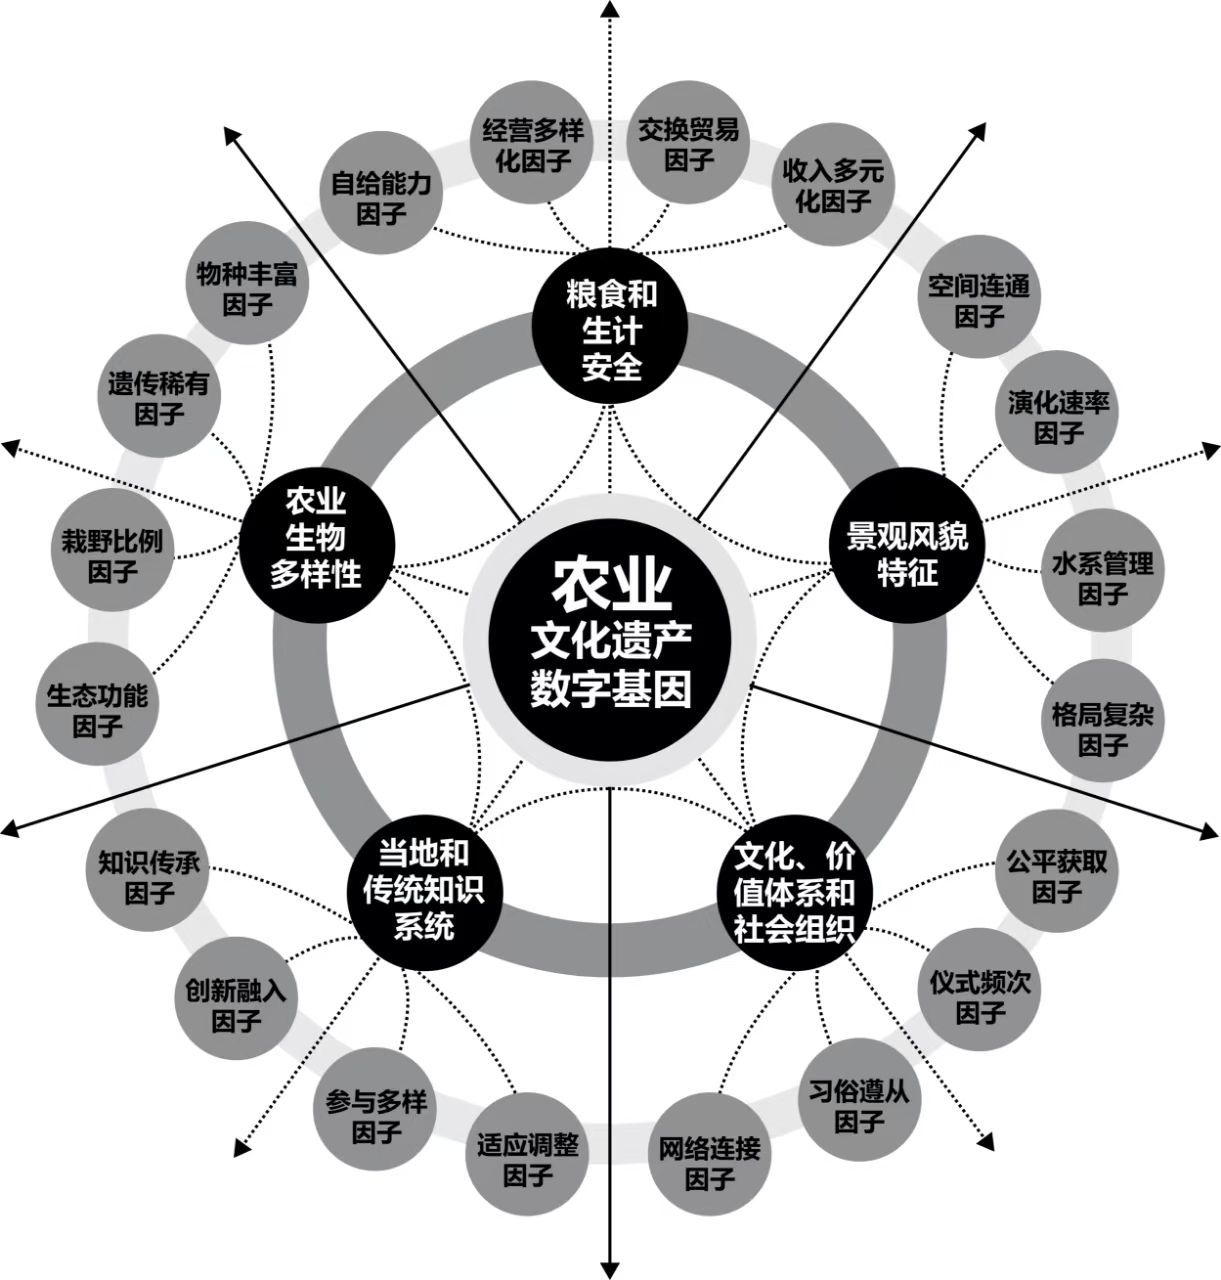 经营多样
化因子
交换贸易
因子
自给能力
因子
收入多元
化因子
物种丰富
因子
空间连通
因子
粮食和
生计
安全
遗传稀有
因子
演化速率
因子
农业
生物
多样性
景观风貌
特征
栽野比例
因子
水系管理
因子
农业
文化遗产
数字基因
生态功能
因子
格局复杂
因子
知识传承
因子
当地和
传统知识
系统
文化、价
值体系和
社会组织
公平获取
因子
创新融入
因子
仪式频次
因子
参与多样
因子
习俗遵从
因子
适应调整
因子
网络连接
因子